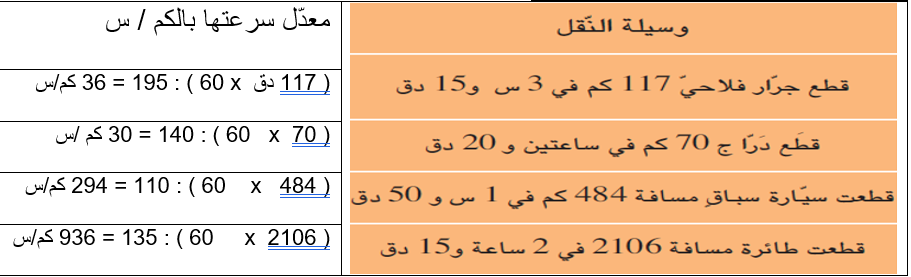 وسيلة النّقل
معدّل سرعتها بالكم / س
قطع جرّار فلاحيّ 117 كم في 3 س و15 دق
( 117 دق x 60 ) : 195 = 36 كم/س
قطَع دَرّا ج 70 كم في ساعتين و 20 دق
( 70 x 60 ) : 140 = 30 كم /س
قطعت سيّارة سباقٍ مسافة 484 كم في 1 س و 50 دق
( 484 x 60 ) : 110 = 294 كم/س
قطعت طائرة مسافة 2106 في 2 ساعة و15 دق
( 2106 x 60 ) : 135 = 936 كم/س